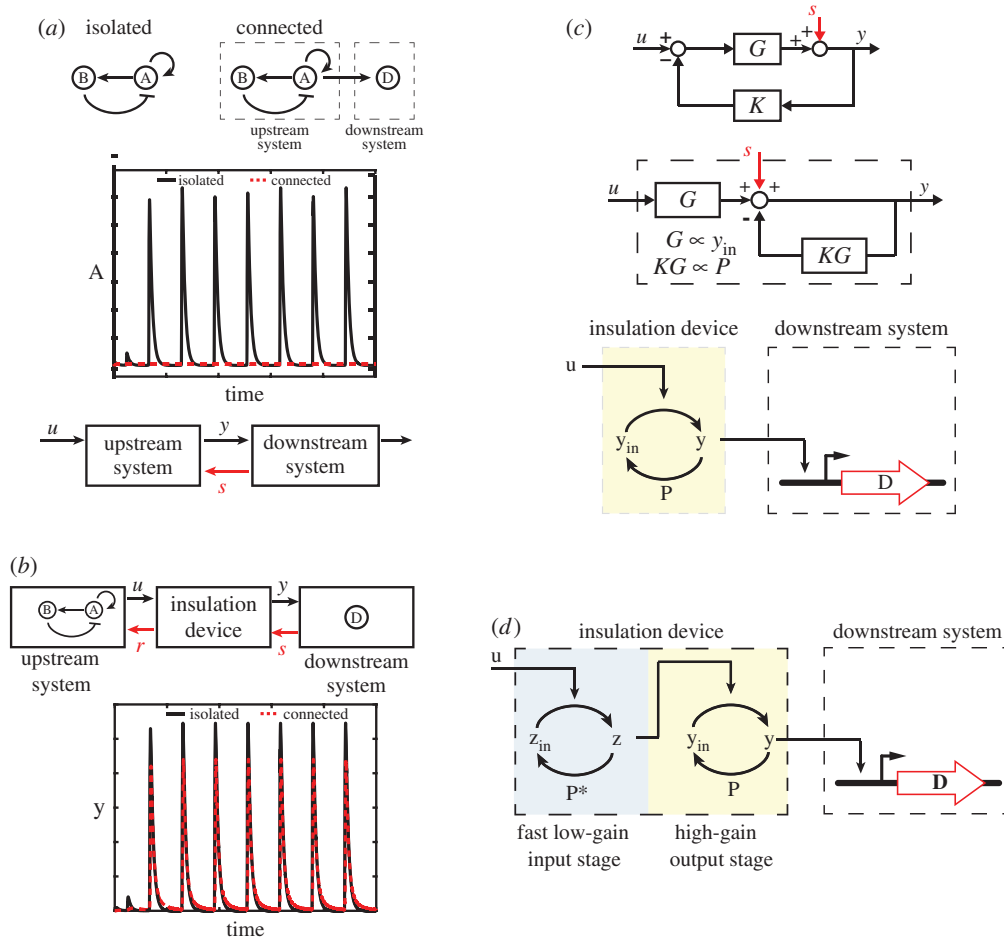 (a)
isolated
connected
B
A
B
A
D
upstream
system
downstream
system
isolated
connected
A
time
u
upstream
system
y
s
downstream
system
(b)
B
A
u
r
insulation
device
y
s
D
upstream
system
downstream
system
isolated
connected
y
time
(c)
u
+
−
G
+
+
s
y
K
u
G
s
+
+
-
y
G ∝ y_in
KG ∝ P
KG
insulation device
downstream system
u
y_in
y
P
D
(d)
insulation device
downstream system
u
z_in
z
P*
y_in
y
P
D
fast low-gain
input stage
high-gain
output stage